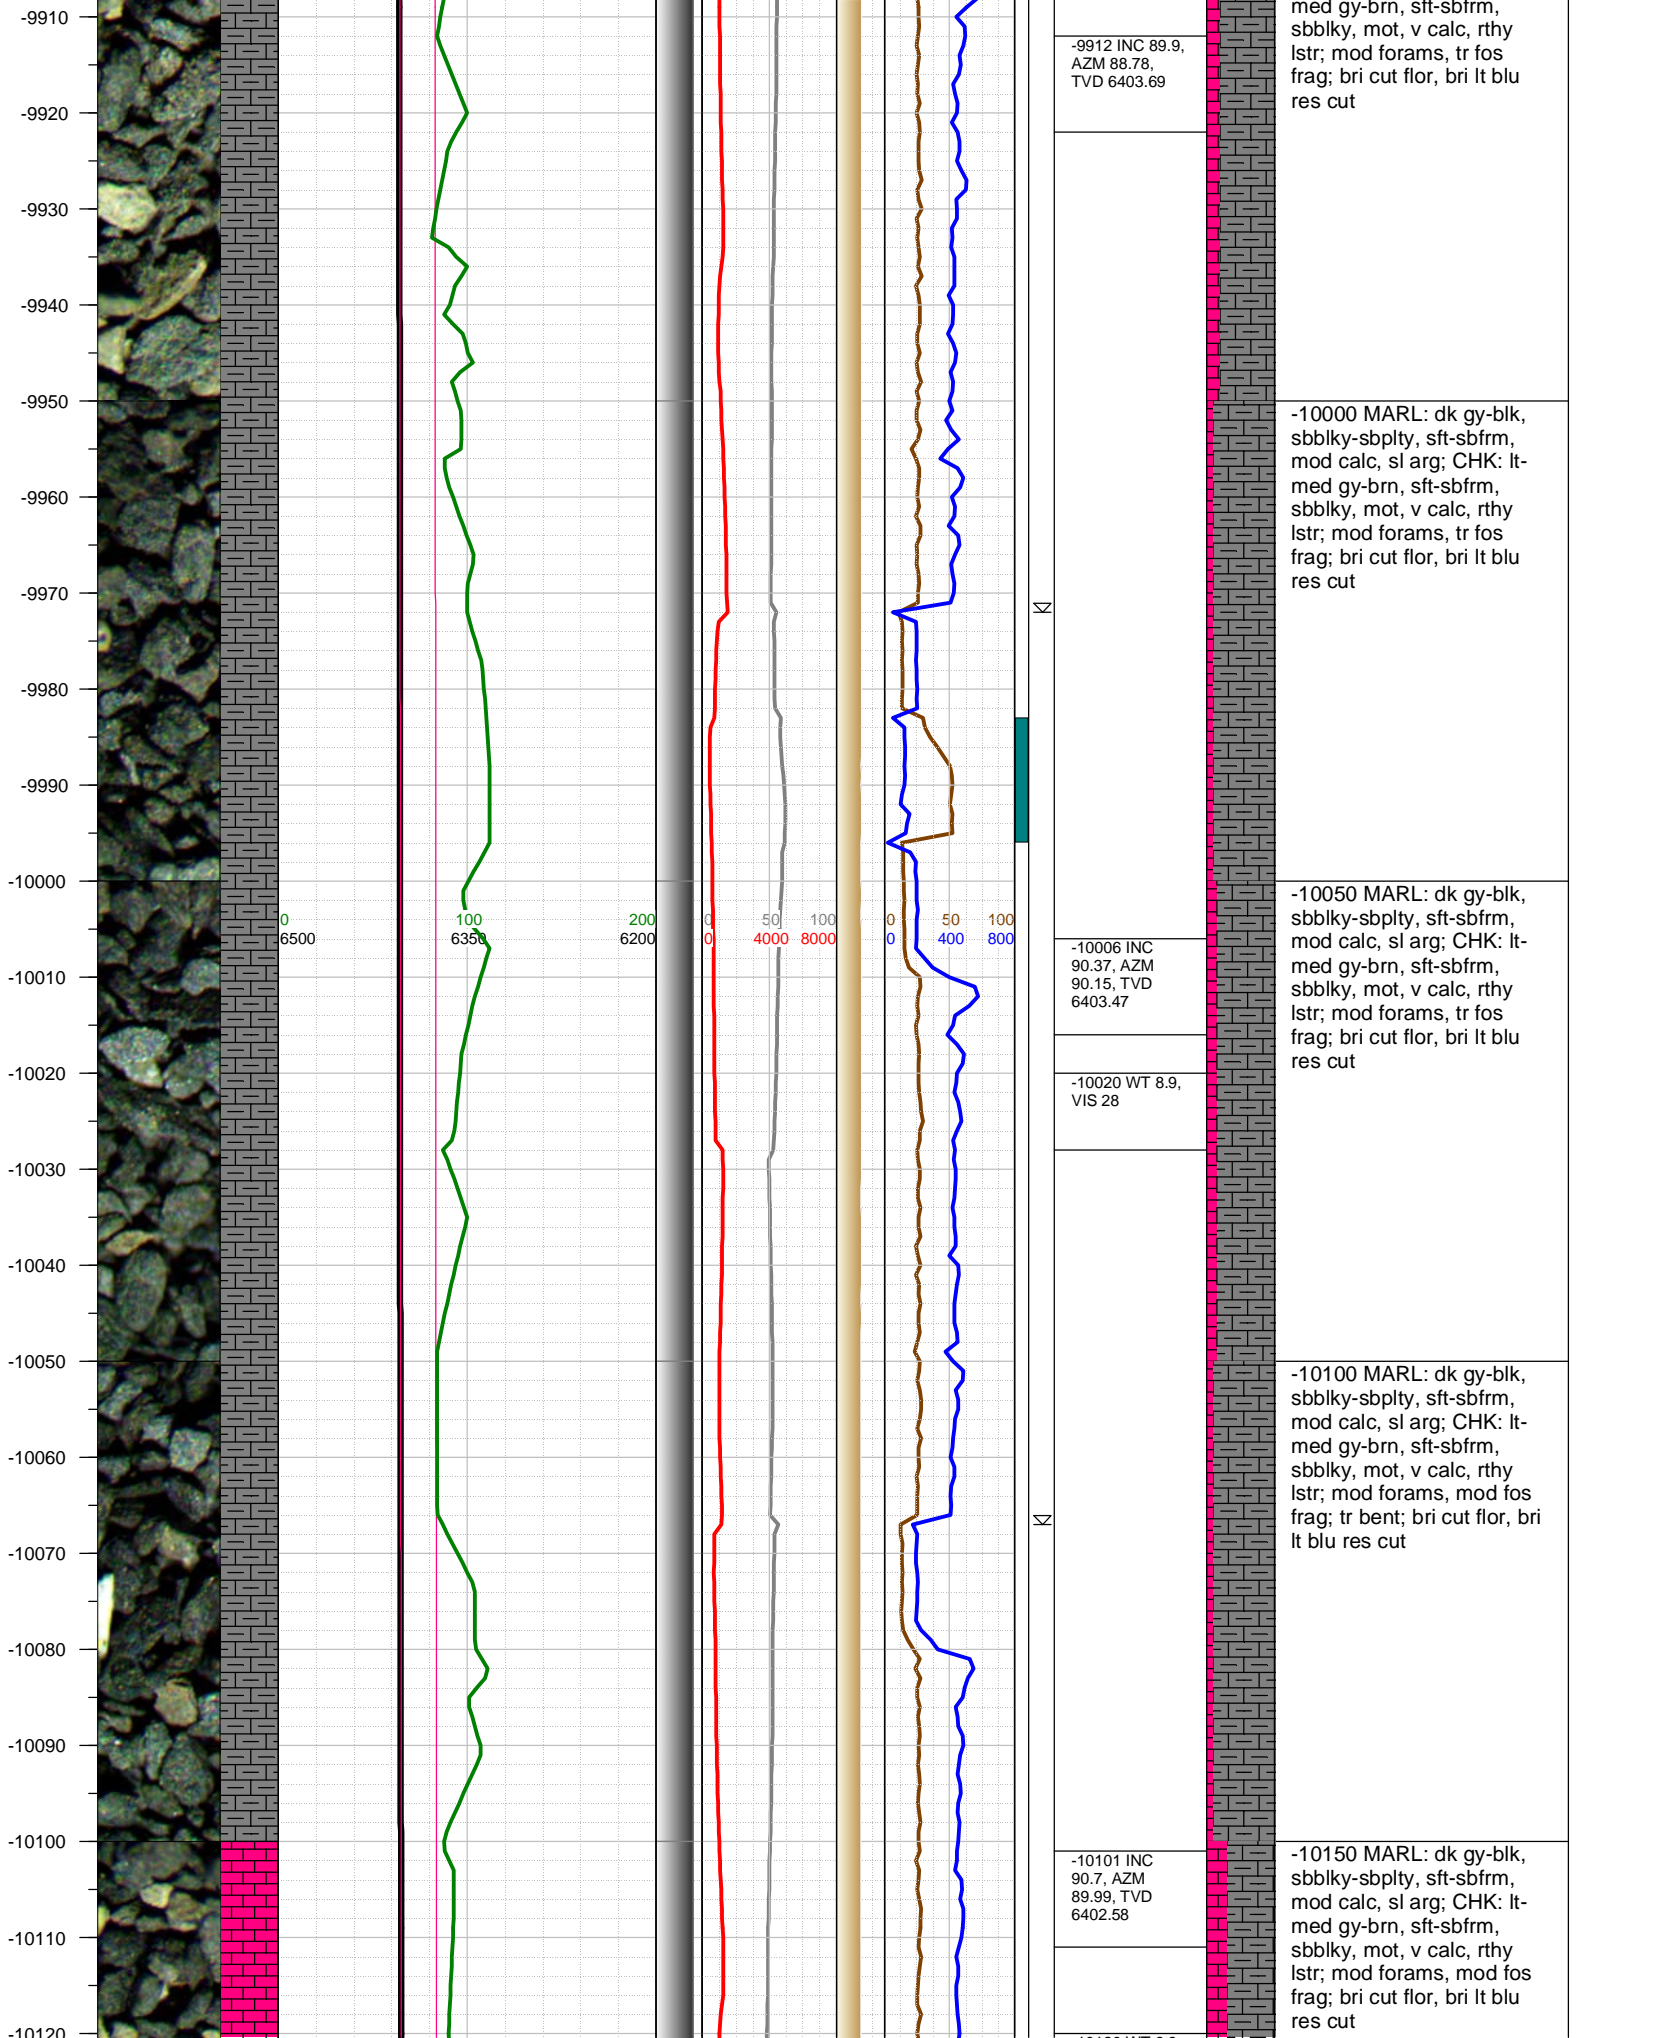 med gy-brn, sft-sbfrm,
sbblky, mot, v calc, rthy
lstr; mod forams, tr fos
frag; bri cut flor, bri lt blu
res cut
-9910
-9912 INC 89.9,
AZM 88.78,
TVD 6403.69
-9920
-9930
-9940
-9950
-10000 MARL: dk gy-blk,
sbblky-sbplty, sft-sbfrm,
mod calc, sl arg; CHK: lt-
med gy-brn, sft-sbfrm,
sbblky, mot, v calc, rthy
lstr; mod forams, tr fos
frag; bri cut flor, bri lt blu
res cut
-9960
-9970
-9980
-9990
-10000
-10050 MARL: dk gy-blk,
sbblky-sbplty, sft-sbfrm,
mod calc, sl arg; CHK: lt-
med gy-brn, sft-sbfrm,
sbblky, mot, v calc, rthy
lstr; mod forams, tr fos
frag; bri cut flor, bri lt blu
res cut
0 100 200 0 50 100 0 50 100
6500 6350 6200 0 4000 8000 0 400 800
-10006 INC
90.37, AZM
90.15, TVD
6403.47
-10010
-10020
-10020 WT 8.9,
VIS 28
-10030
-10040
-10050
-10100 MARL: dk gy-blk,
sbblky-sbplty, sft-sbfrm,
mod calc, sl arg; CHK: lt-
med gy-brn, sft-sbfrm,
sbblky, mot, v calc, rthy
lstr; mod forams, mod fos
frag; tr bent; bri cut flor, bri
lt blu res cut
-10060
-10070
-10080
-10090
-10100
-10101 INC
90.7, AZM
89.99, TVD
6402.58
-10150 MARL: dk gy-blk,
sbblky-sbplty, sft-sbfrm,
mod calc, sl arg; CHK: lt-
med gy-brn, sft-sbfrm,
sbblky, mot, v calc, rthy
lstr; mod forams, mod fos
frag; bri cut flor, bri lt blu
res cut
-10110
-10120